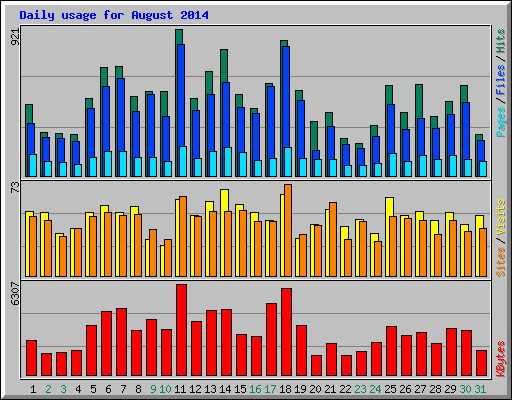 Daily usage for August 2014
921
Pages/Files/Hits
73
Sites/Visits
6307
KBytes
1 2 3 4 5 6 7 8 9 10 11 12 13 14 15 16 17 18 19 20 21 22 23 24 25 26 27 28 29 30 31